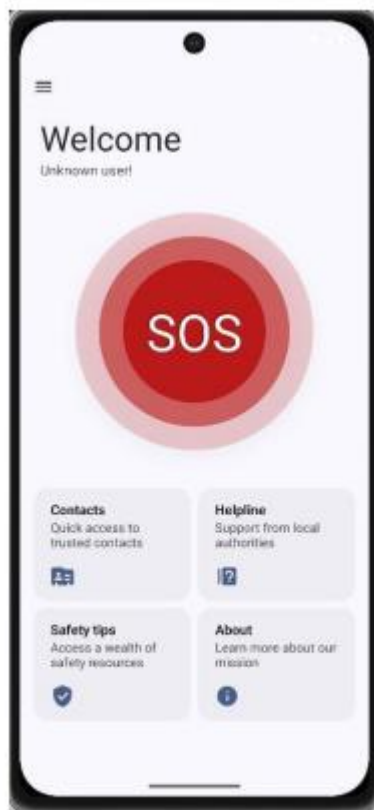 Welcome
Unknown user!
SOS
Contacts
Quick access to
trusted contacts
Helpline
Support from local
authorities
Safety tips
Access a wealth of
safety resources
About
Learn more about our
mission